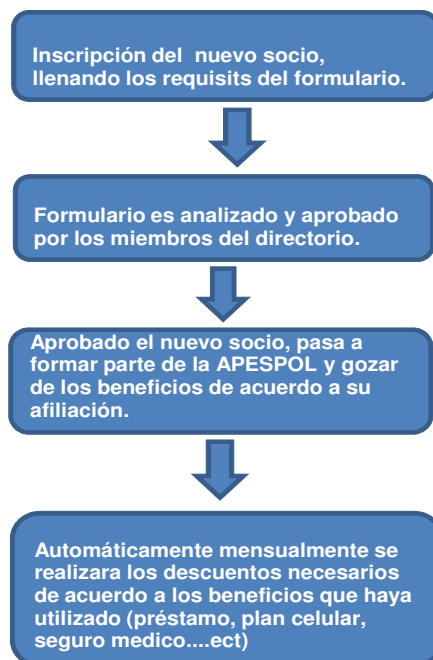 Inscripción del nuevo socio,
llenando los requisits del formulario.
Formulario es analizado y aprobado
por los miembros del directorio.
Aprobado el nuevo socio, pasa a
formar parte de la APESPOL y gozar
de los beneficios de acuerdo a su
afiliación.
Automáticamente mensualmente se
realizara los descuentos necesarios
de acuerdo a los beneficios que haya
utilizado (préstamo, plan celular,
seguro medico....ect)